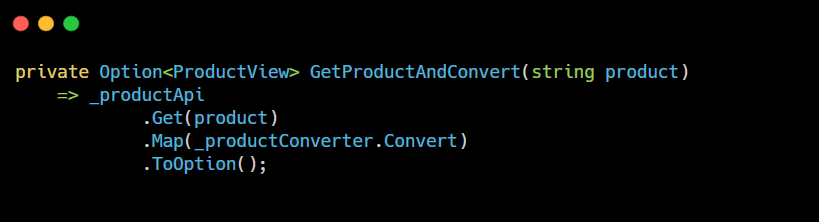 private Option<ProductView> GetProductAndConvert(string product)
    => _productApi
            .Get(product)
            .Map(_productConverter.Convert)
            .ToOption();